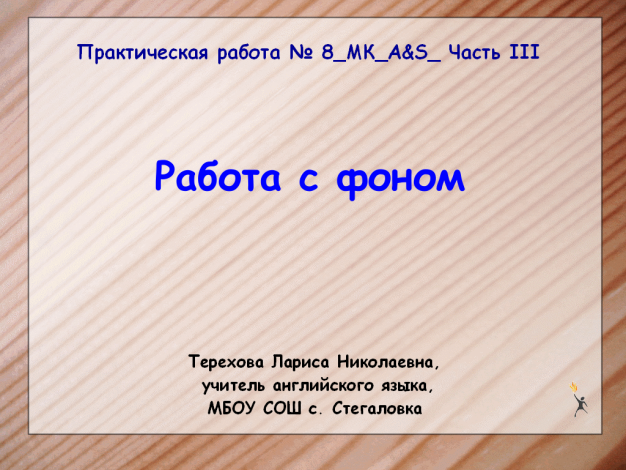 Практическая работа № 8_МК_A&S_ Часть III
Работа с фоном
Терехова Лариса Николаевна,
учитель английского языка,
МБОУ СОШ с. Стегаловка